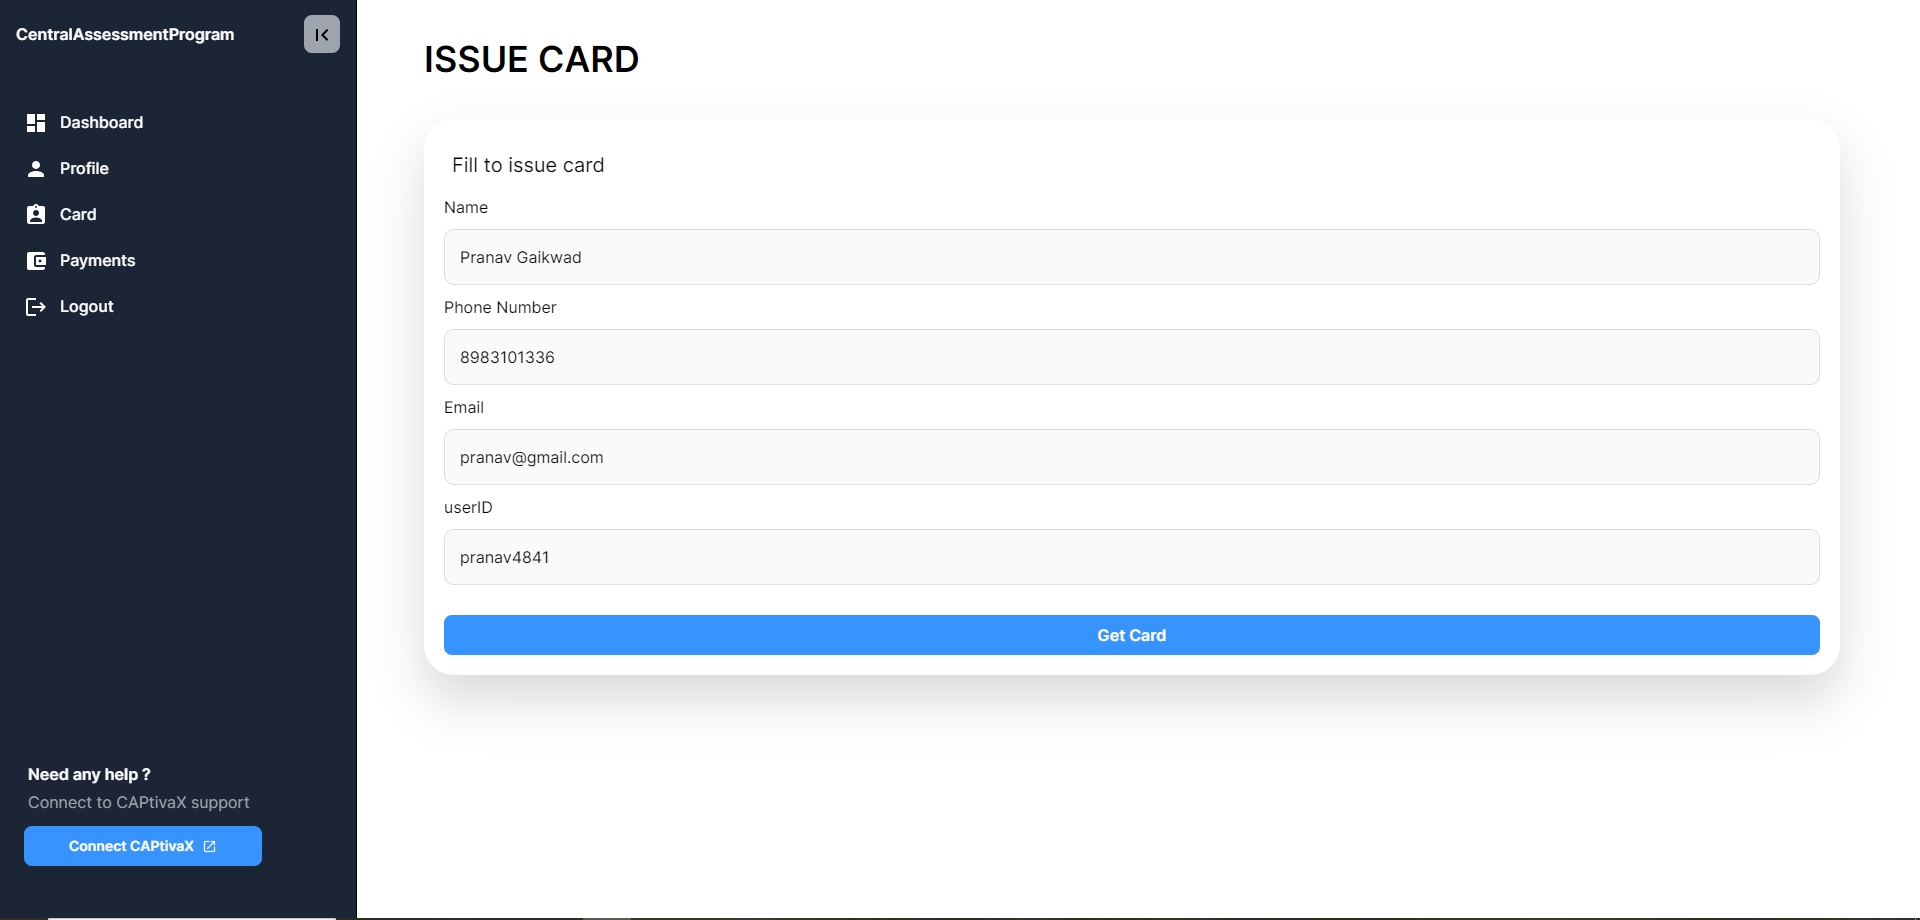 CentralAssessmentProgram
Dashboard
Profile
Card
Payments
Logout
Need any help ?
Connect to CAPtivaX support
Connect CAPtivaX
ISSUE CARD
Fill to issue card
Name
Pranav Gaikwad
Phone Number
8983101336
Email
pranav@gmail.com
userID
pranav4841
Get Card